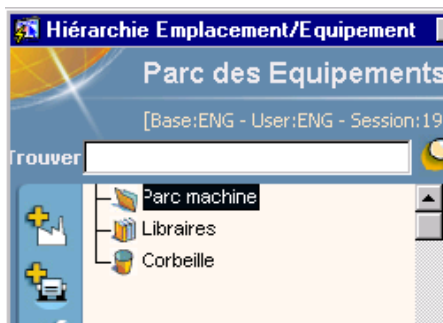 Hiérarchie Emplacement/Equipement
Parc des Equipements
[Base:ENG - User:ENG - Session:19
Trouver
Parc machine
Libraires
Corbeille